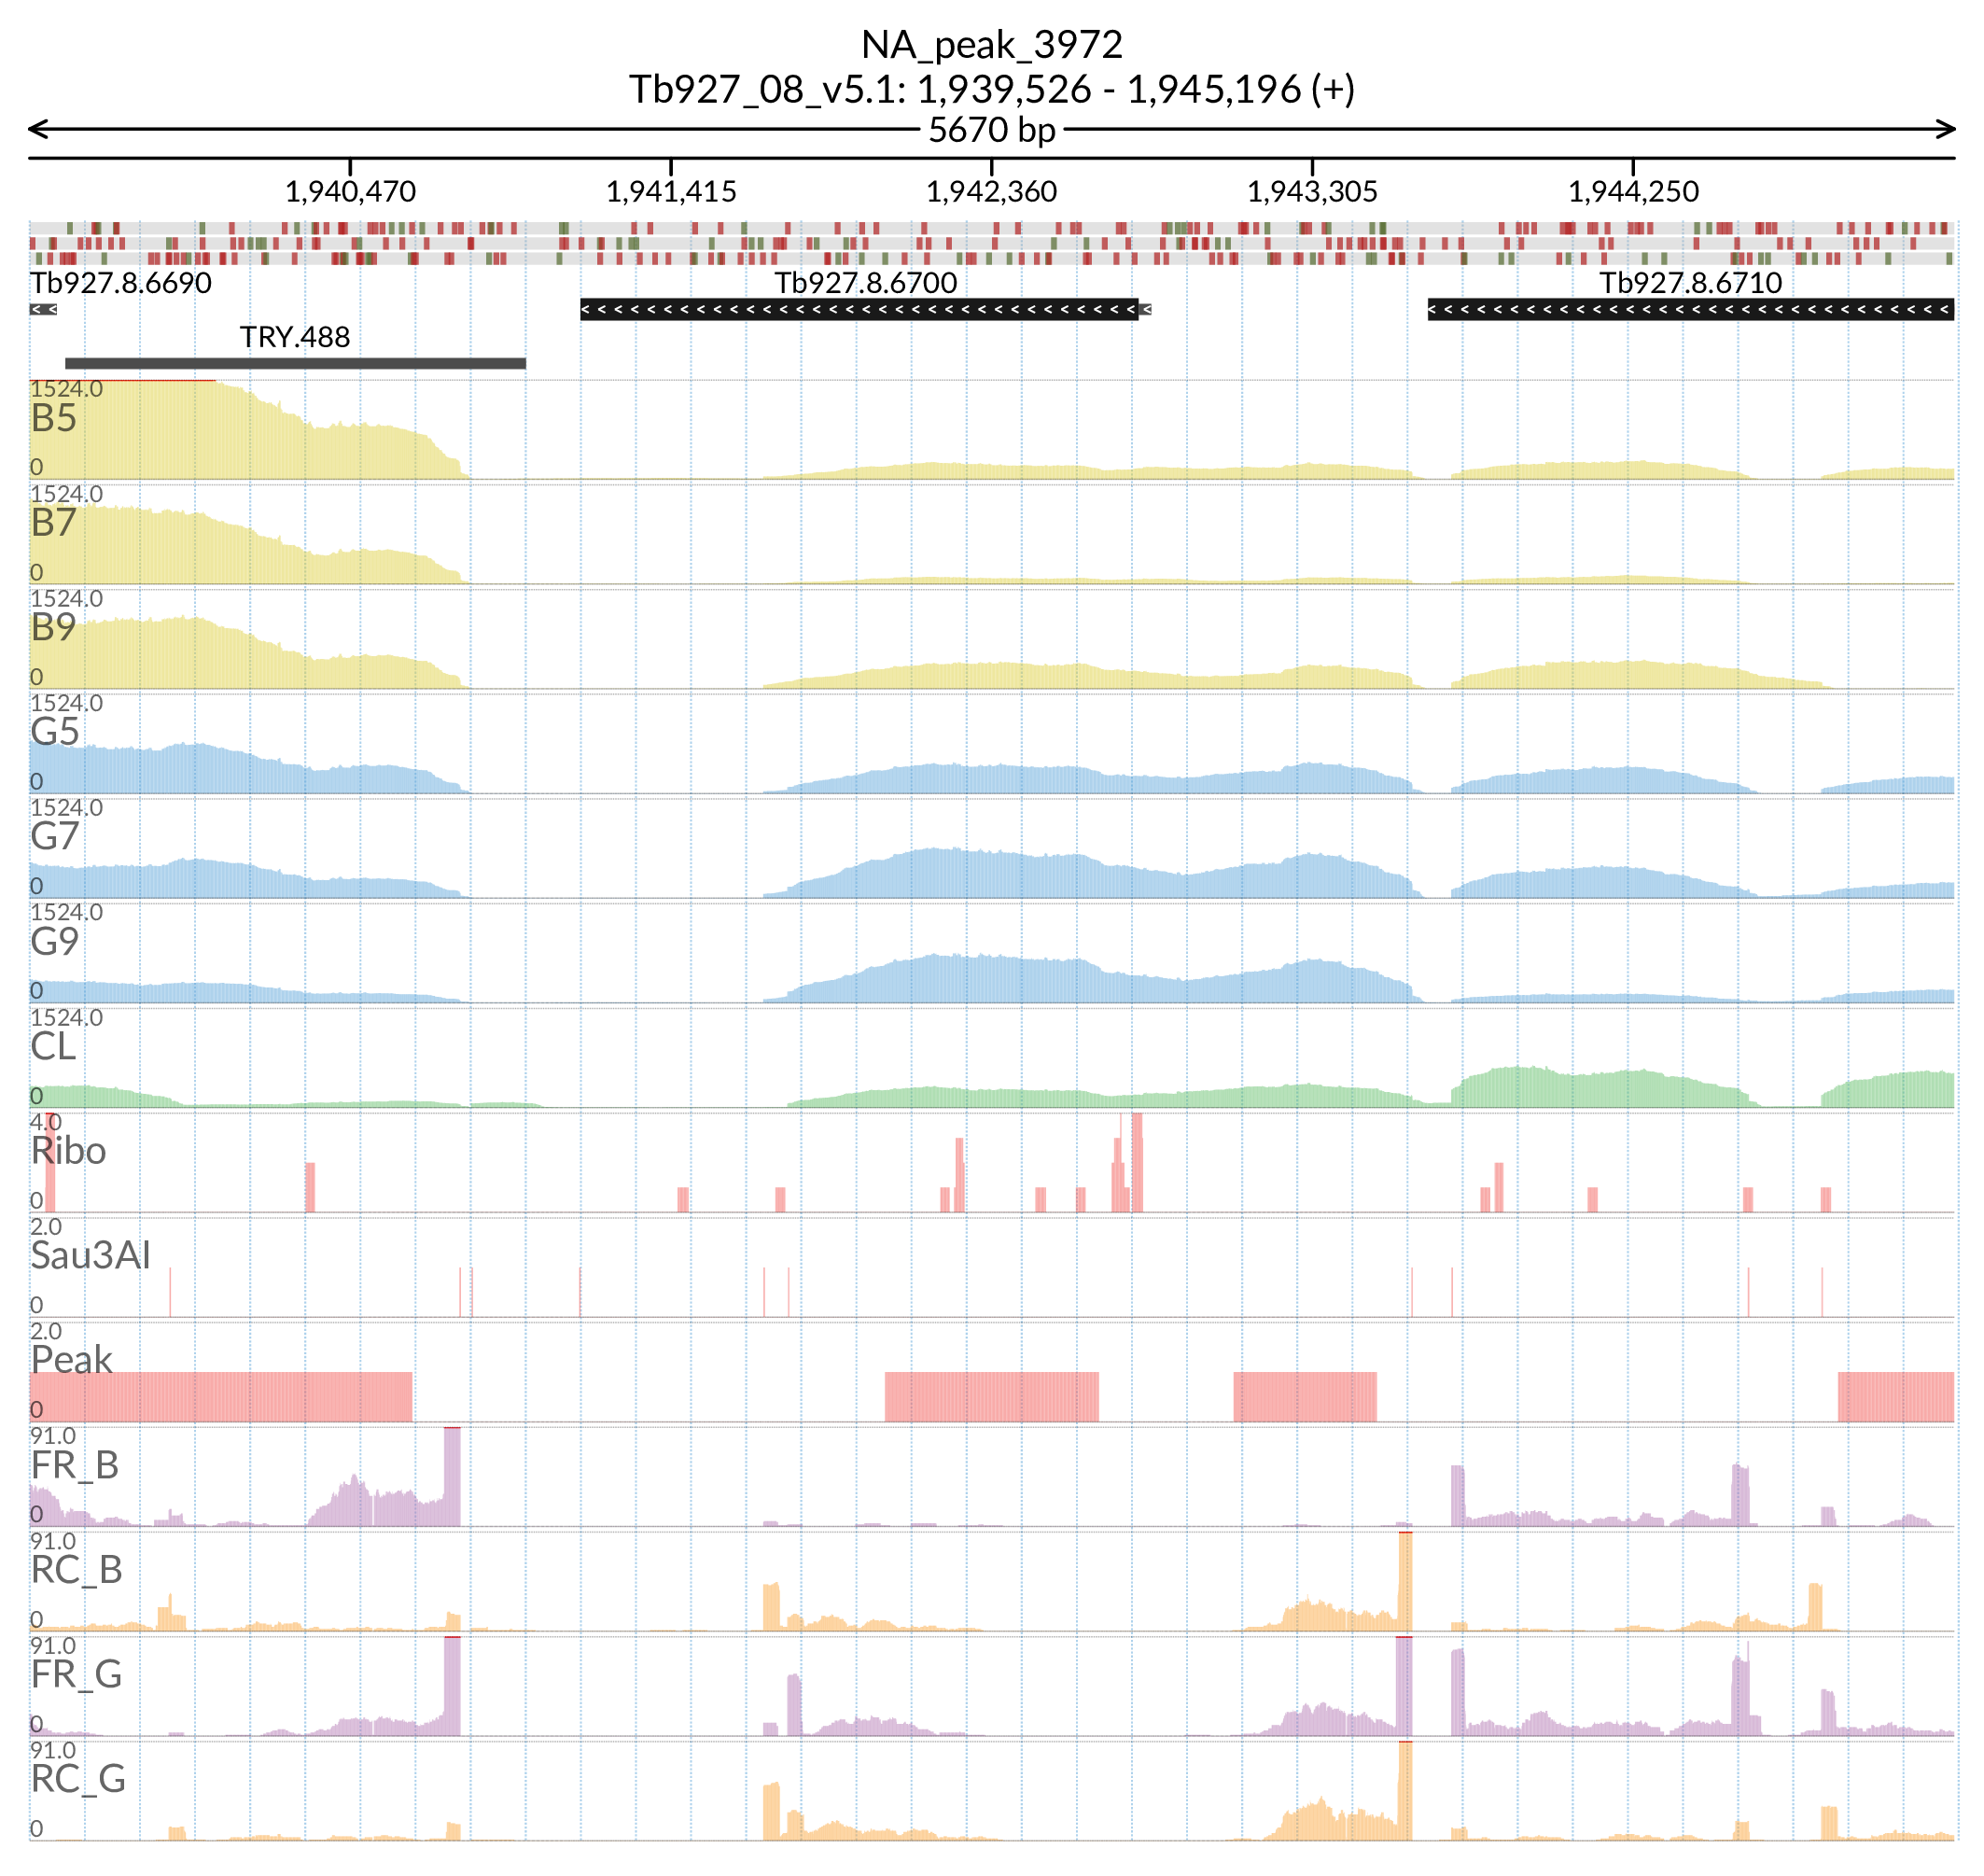 NA_peak_3972
Tb927_08_v5.1: 1,939,526 - 1,945,196 (+)
5670 bp
1,940,470 1,941,415 1,942,360 1,943,305 1,944,250
Tb927.8.6690 Tb927.8.6700 Tb927.8.6710
TRY.488
1524.0
B5
0
1524.0
B7
0
1524.0
B9
0
1524.0
G5
0
1524.0
G7
0
1524.0
G9
0
1524.0
CL
0
4.0
Ribo
0
2.0
Sau3AI
0
2.0
Peak
0
91.0
FR_B
0
91.0
RC_B
0
91.0
FR_G
0
91.0
RC_G
0